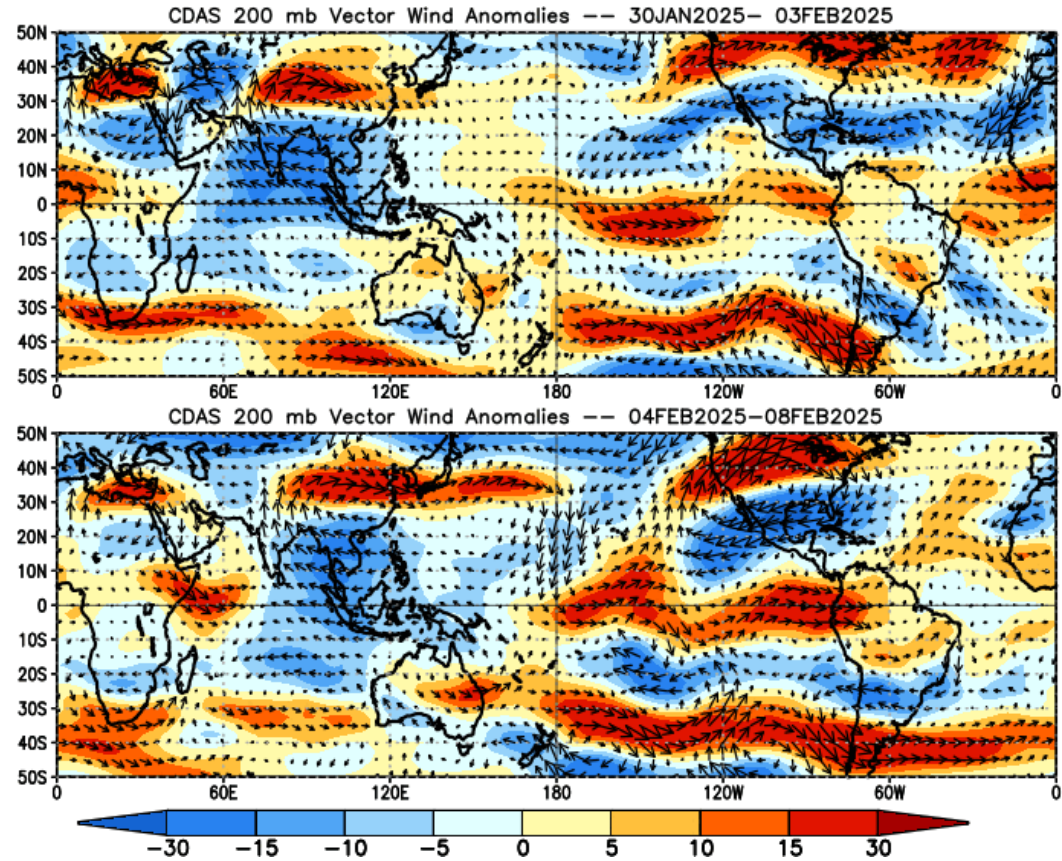 CDAS 200 mb Vector Wind Anomalies -- 30JAN2025- 03FEB2025
50N
40N
30N
20N
10N
0
10S
20S
30S
40S
50S
0 60E 120E 180 120W 60W 0
CDAS 200 mb Vector Wind Anomalies -- 04FEB2025-08FEB2025
50N
40N
30N
20N
10N
0
10S
20S
30S
40S
50S
0 60E 120E 180 120W 60W 0
-30 -15 -10 -5 0 5 10 15 30